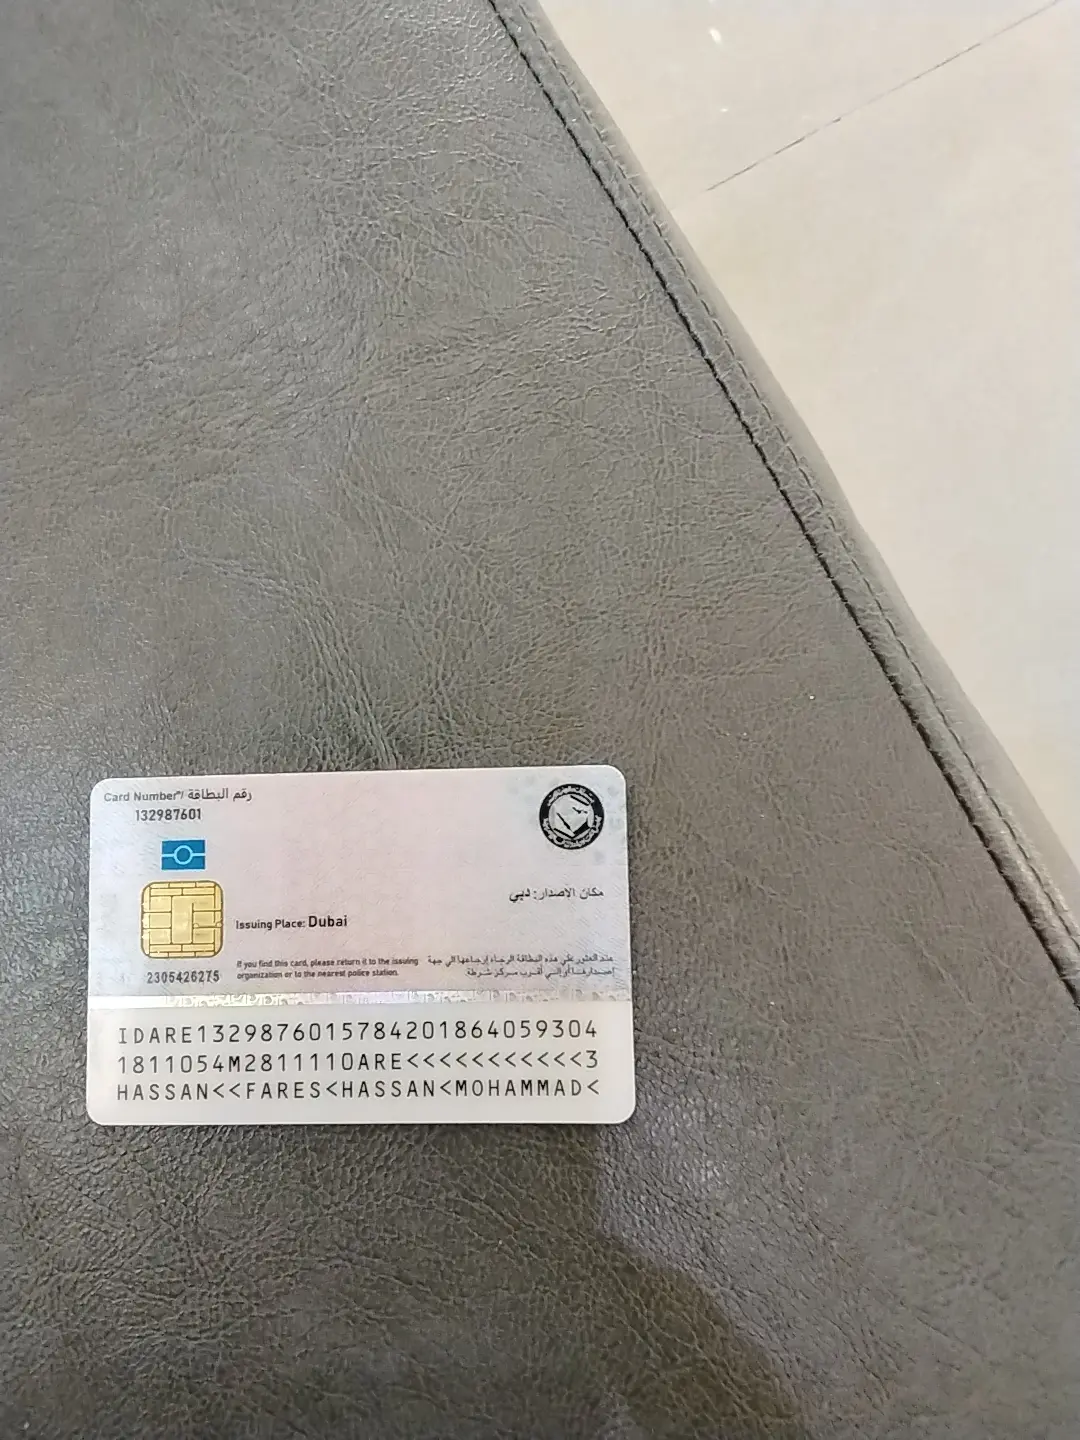 Card Number / رقم البطاقة
132987601
مكان الاصدار: دبي
Issuing Place: Dubai
If you find this card, please return it to the issuing
organization or to the nearest police station.
عند العثور على هذه البطاقة الرجاء إرجاعها الى جهة
إصدارها أو إلى أقرب مركز شرطة
2305426275
IDARE1329876015784201864059304
1811054M2811110ARE<<<<<<<<<<<3
HASSAN<<FARES<HASSAN<MOHAMMAD<